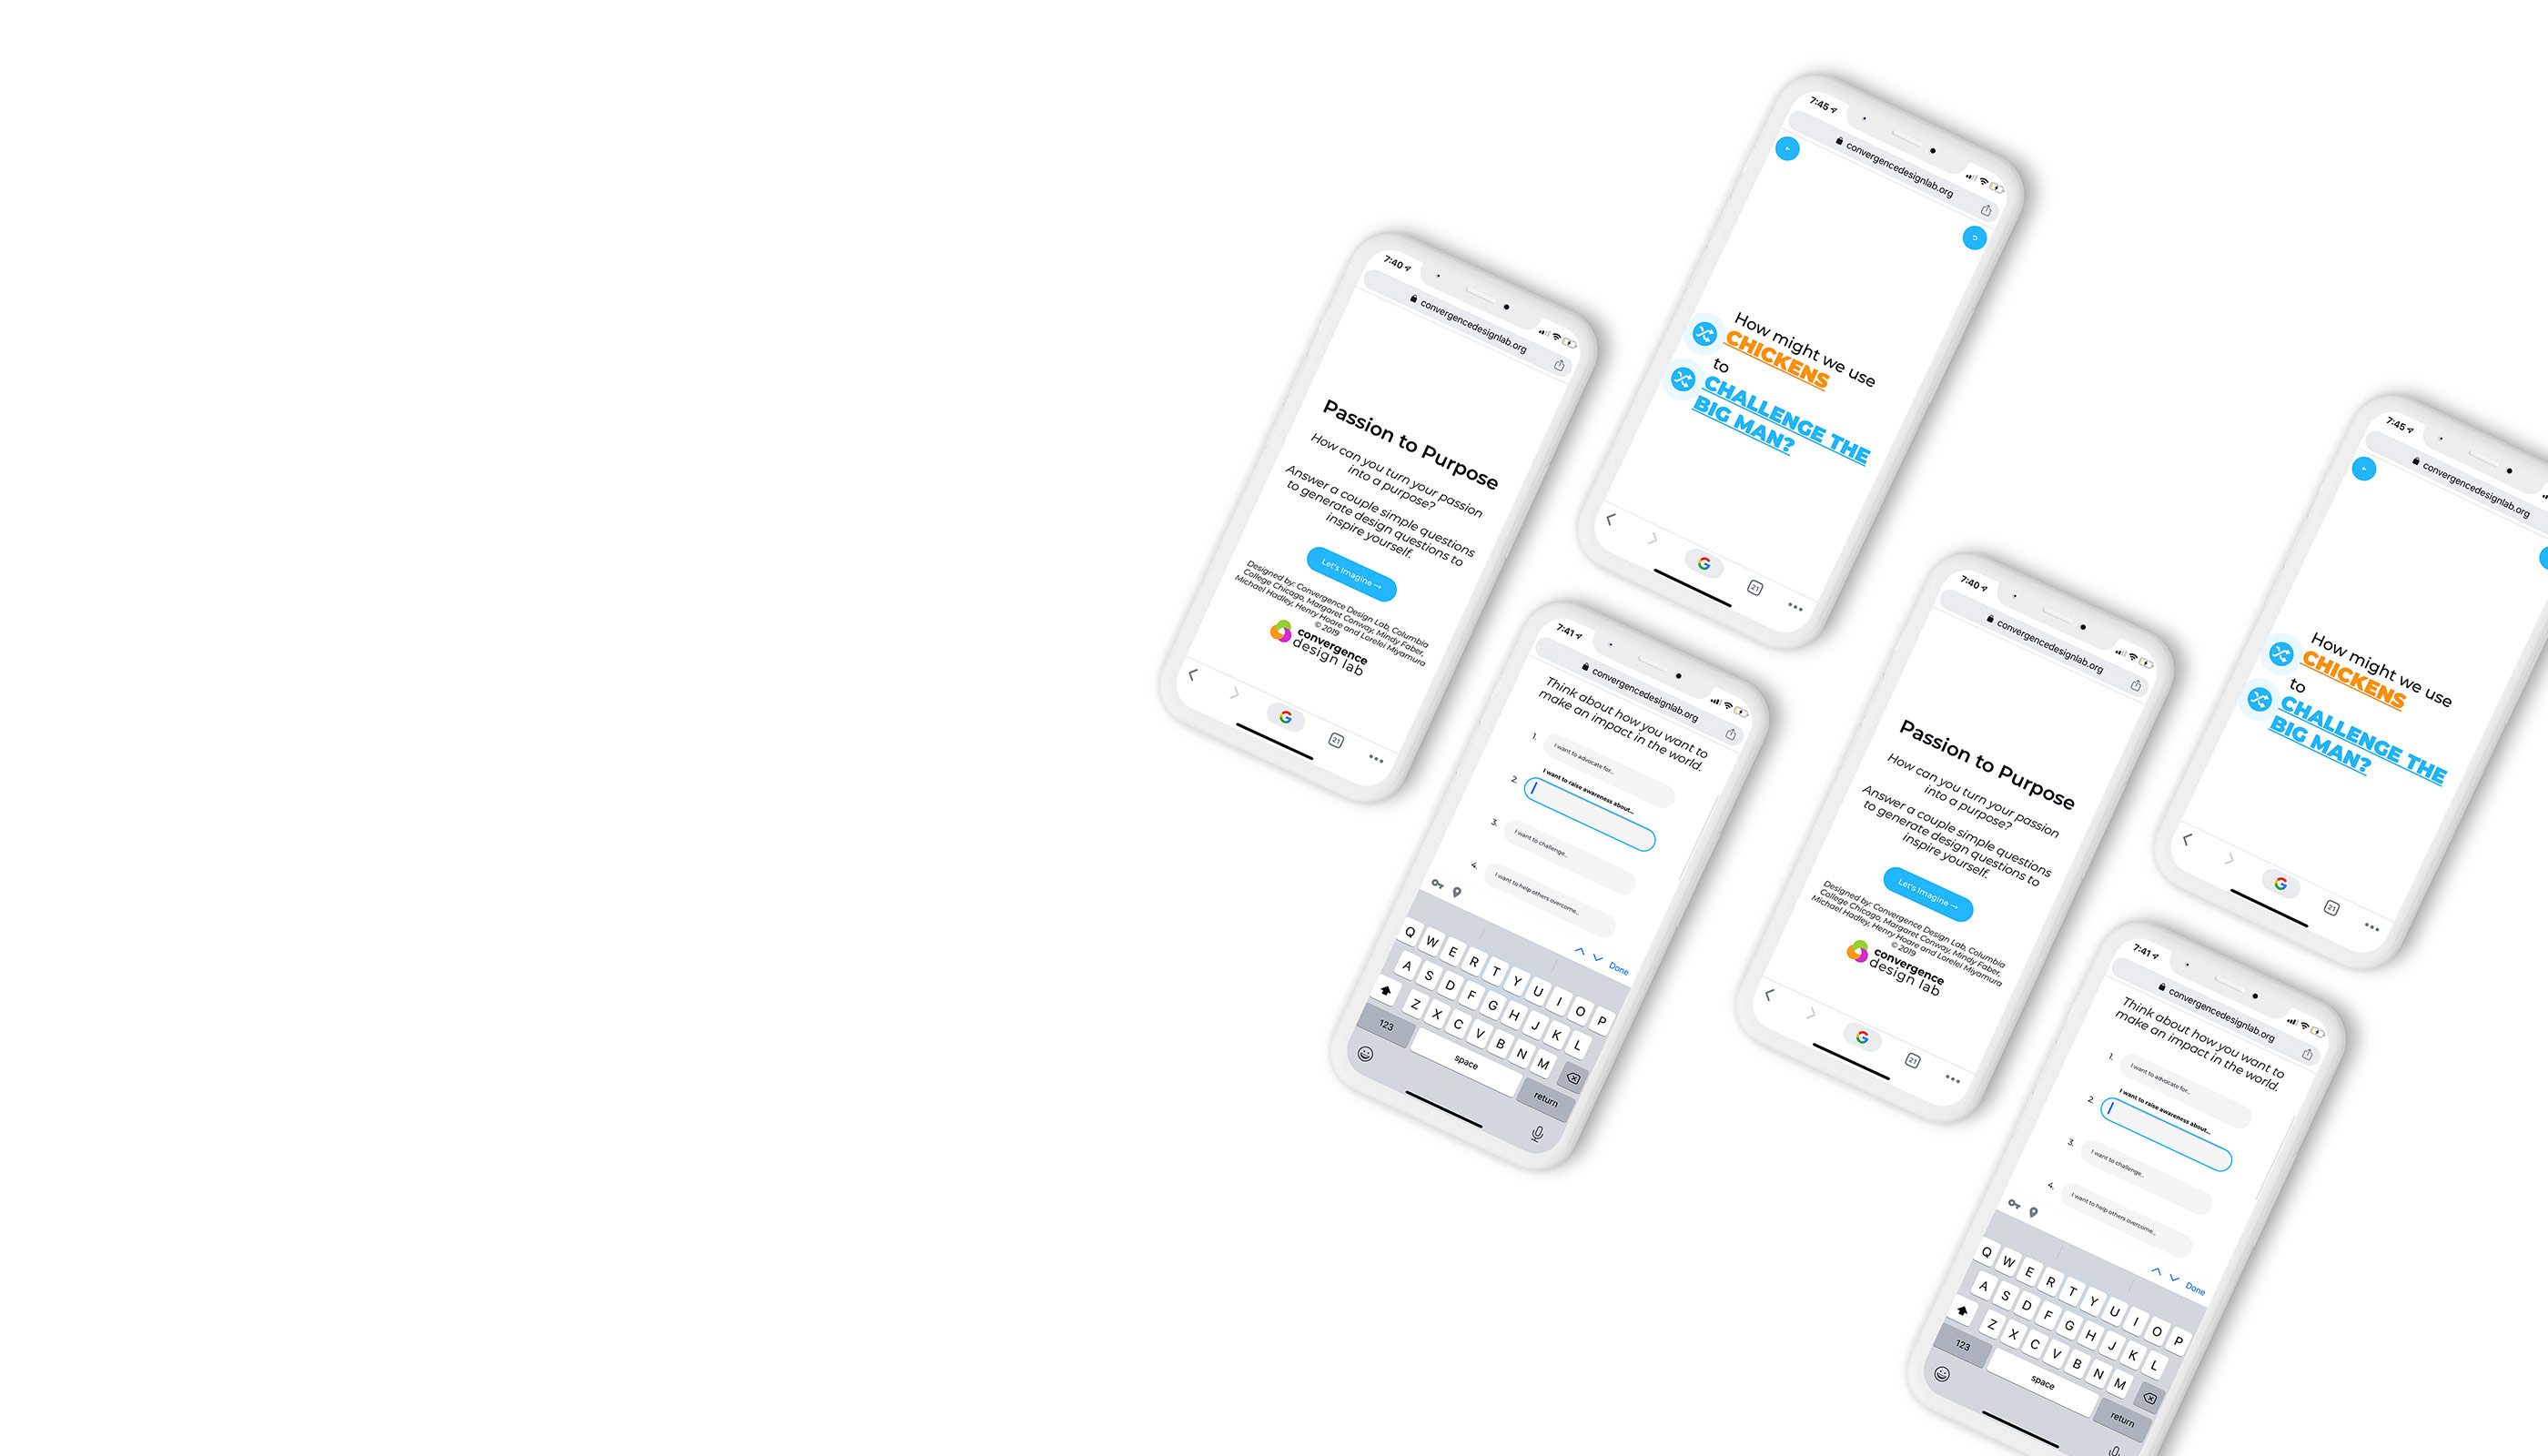 7:40
convergencedesignlab.org
Passion to Purpose
How can you turn your passion
into a purpose?
Answer a couple simple questions
to generate design questions to
inspire yourself.
Let's Imagine →
Designed by: Convergence Design Lab, Columbia
College Chicago, Margaret Conway, Mindy Faber,
Michael Hadley, Henry Hoare and Lorelei Miyamura
© 2019
convergence
design lab
G
21
7:45
convergencedesignlab.org
How might we use
CHICKENS
to
CHALLENGE THE
BIG MAN?
G
21
7:41
convergencedesignlab.org
Think about how you want to
make an impact in the world.
1. I want to advocate for...
I want to raise awareness about...
2.
3. I want to challenge...
4. I want to help others overcome...
Done
Q W E R T Y U I O P
A S D F G H J K L
Z X C V B N M
123 space return
7:40
convergencedesignlab.org
Passion to Purpose
How can you turn your passion
into a purpose?
Answer a couple simple questions
to generate design questions to
inspire yourself.
Let's Imagine →
Designed by: Convergence Design Lab, Columbia
College Chicago, Margaret Conway, Mindy Faber,
Michael Hadley, Henry Hoare and Lorelei Miyamura
© 2019
convergence
design lab
G
21
7:45
convergencedesignlab.org
How might we use
CHICKENS
to
CHALLENGE THE
BIG MAN?
G
21
7:41
convergencedesignlab.org
Think about how you want to
make an impact in the world.
1. I want to advocate for...
I want to raise awareness about...
2.
3. I want to challenge...
4. I want to help others overcome...
Done
Q W E R T Y U I O P
A S D F G H J K L
Z X C V B N M
123 space return